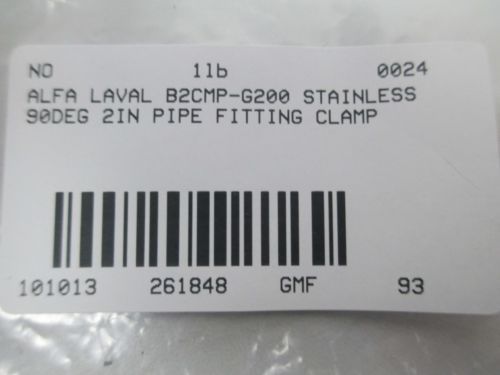 NO 1lb 0024
ALFA LAVAL B2CMP-G200 STAINLESS
90DEG 2IN PIPE FITTING CLAMP
101013 261848 GMF 93